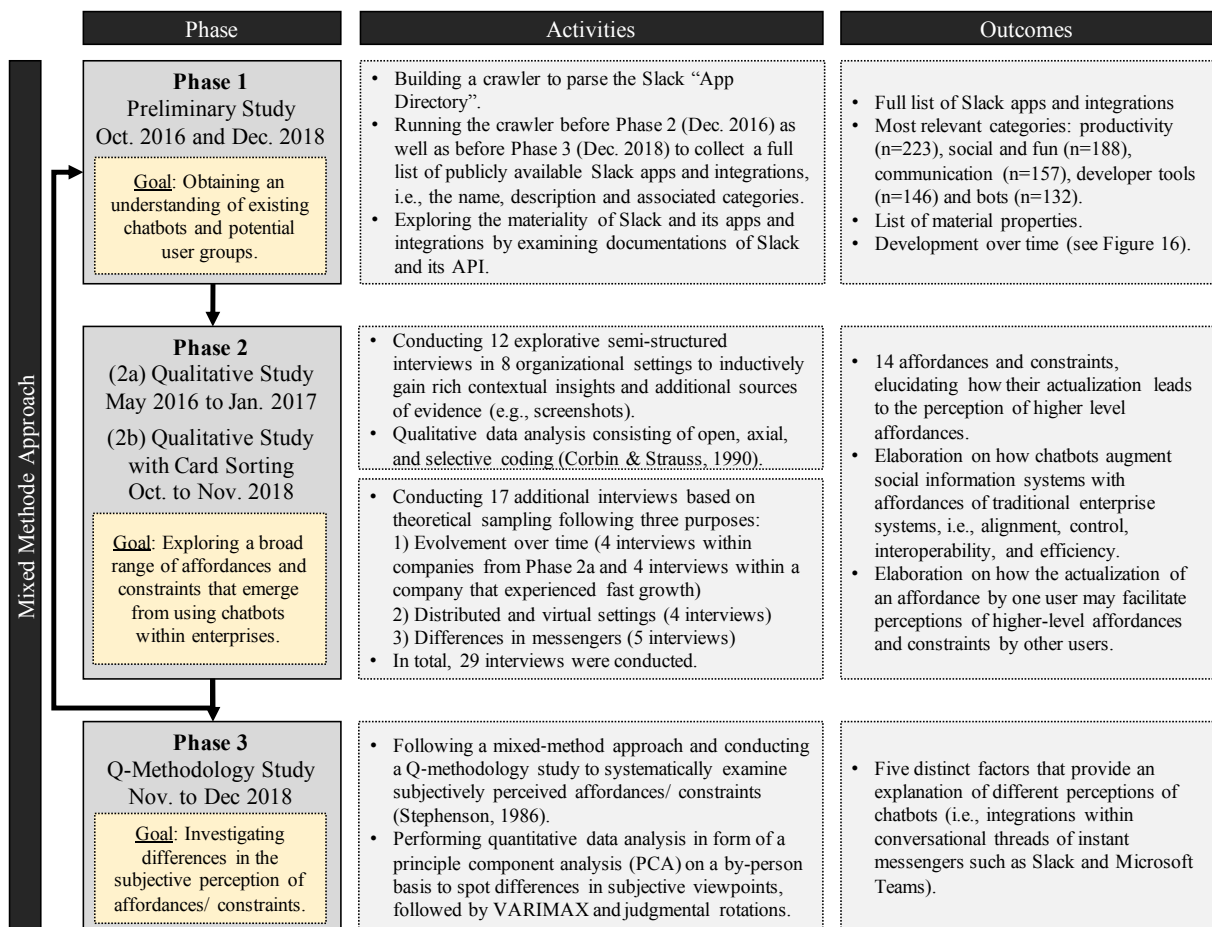 Phase
Activities
Outcomes
Mixed Methode Approach
Phase 1
Preliminary Study
Oct. 2016 and Dec. 2018
Goal: Obtaining an
understanding of existing
chatbots and potential
user groups.
• Building a crawler to parse the Slack “App
Directory”.
• Running the crawler before Phase 2 (Dec. 2016) as
well as before Phase 3 (Dec. 2018) to collect a full
list of publicly available Slack apps and integrations,
i.e., the name, description and associated categories.
• Exploring the materiality of Slack and its apps and
integrations by examining documentations of Slack
and its API.
• Full list of Slack apps and integrations
• Most relevant categories: productivity
(n=223), social and fun (n=188),
communication (n=157), developer tools
(n=146) and bots (n=132).
• List of material properties.
• Development over time (see Figure 16).
Phase 2
(2a) Qualitative Study
May 2016 to Jan. 2017
(2b) Qualitative Study
with Card Sorting
Oct. to Nov. 2018
Goal: Exploring a broad
range of affordances and
constraints that emerge
from using chatbots
within enterprises.
• Conducting 12 explorative semi-structured
interviews in 8 organizational settings to inductively
gain rich contextual insights and additional sources
of evidence (e.g., screenshots).
• Qualitative data analysis consisting of open, axial,
and selective coding (Corbin & Strauss, 1990).
• Conducting 17 additional interviews based on
theoretical sampling following three purposes:
1) Evolvement over time (4 interviews within
companies from Phase 2a and 4 interviews within a
company that experienced fast growth)
2) Distributed and virtual settings (4 interviews)
3) Differences in messengers (5 interviews)
• In total, 29 interviews were conducted.
• 14 affordances and constraints,
elucidating how their actualization leads
to the perception of higher level
affordances.
• Elaboration on how chatbots augment
social information systems with
affordances of traditional enterprise
systems, i.e., alignment, control,
interoperability, and efficiency.
• Elaboration on how the actualization of
an affordance by one user may facilitate
perceptions of higher-level affordances
and constraints by other users.
Phase 3
Q-Methodology Study
Nov. to Dec 2018
Goal: Investigating
differences in the
subjective perception of
affordances/ constraints.
• Following a mixed-method approach and conducting
a Q-methodology study to systematically examine
subjectively perceived affordances/ constraints
(Stephenson, 1986).
• Performing quantitative data analysis in form of a
principle component analysis (PCA) on a by-person
basis to spot differences in subjective viewpoints,
followed by VARIMAX and judgmental rotations.
• Five distinct factors that provide an
explanation of different perceptions of
chatbots (i.e., integrations within
conversational threads of instant
messengers such as Slack and Microsoft
Teams).